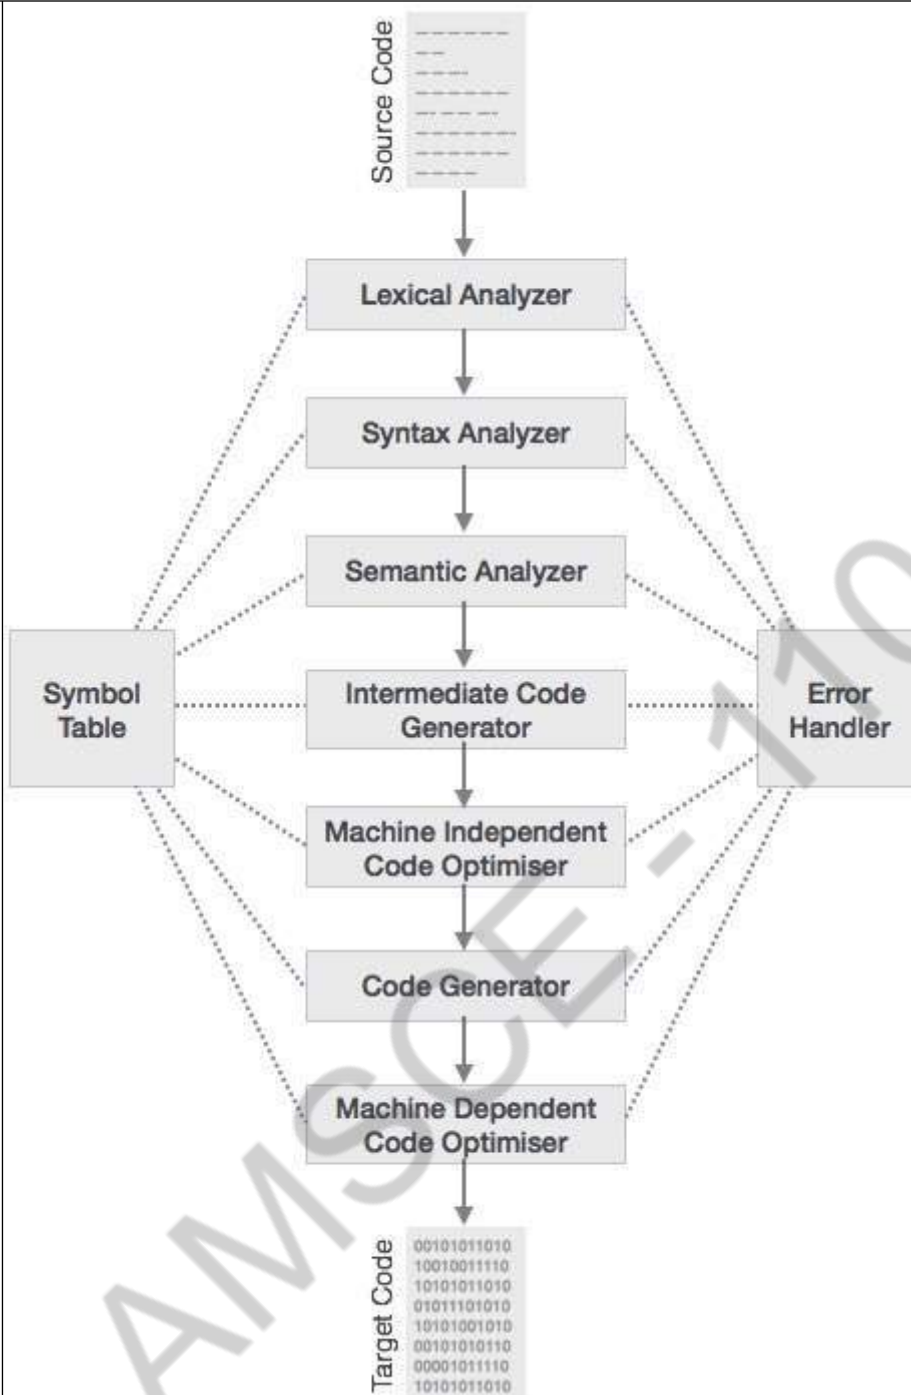 Source Code
Lexical Analyzer
Syntax Analyzer
Semantic Analyzer
Symbol
Table
Intermediate Code
Generator
Error
Handler
Machine Independent
Code Optimiser
Code Generator
Machine Dependent
Code Optimiser
Target Code
00101011010
10010011110
10101011010
01011101010
10101001010
00101010110
00001011110
10101011010
AMSCE - 110